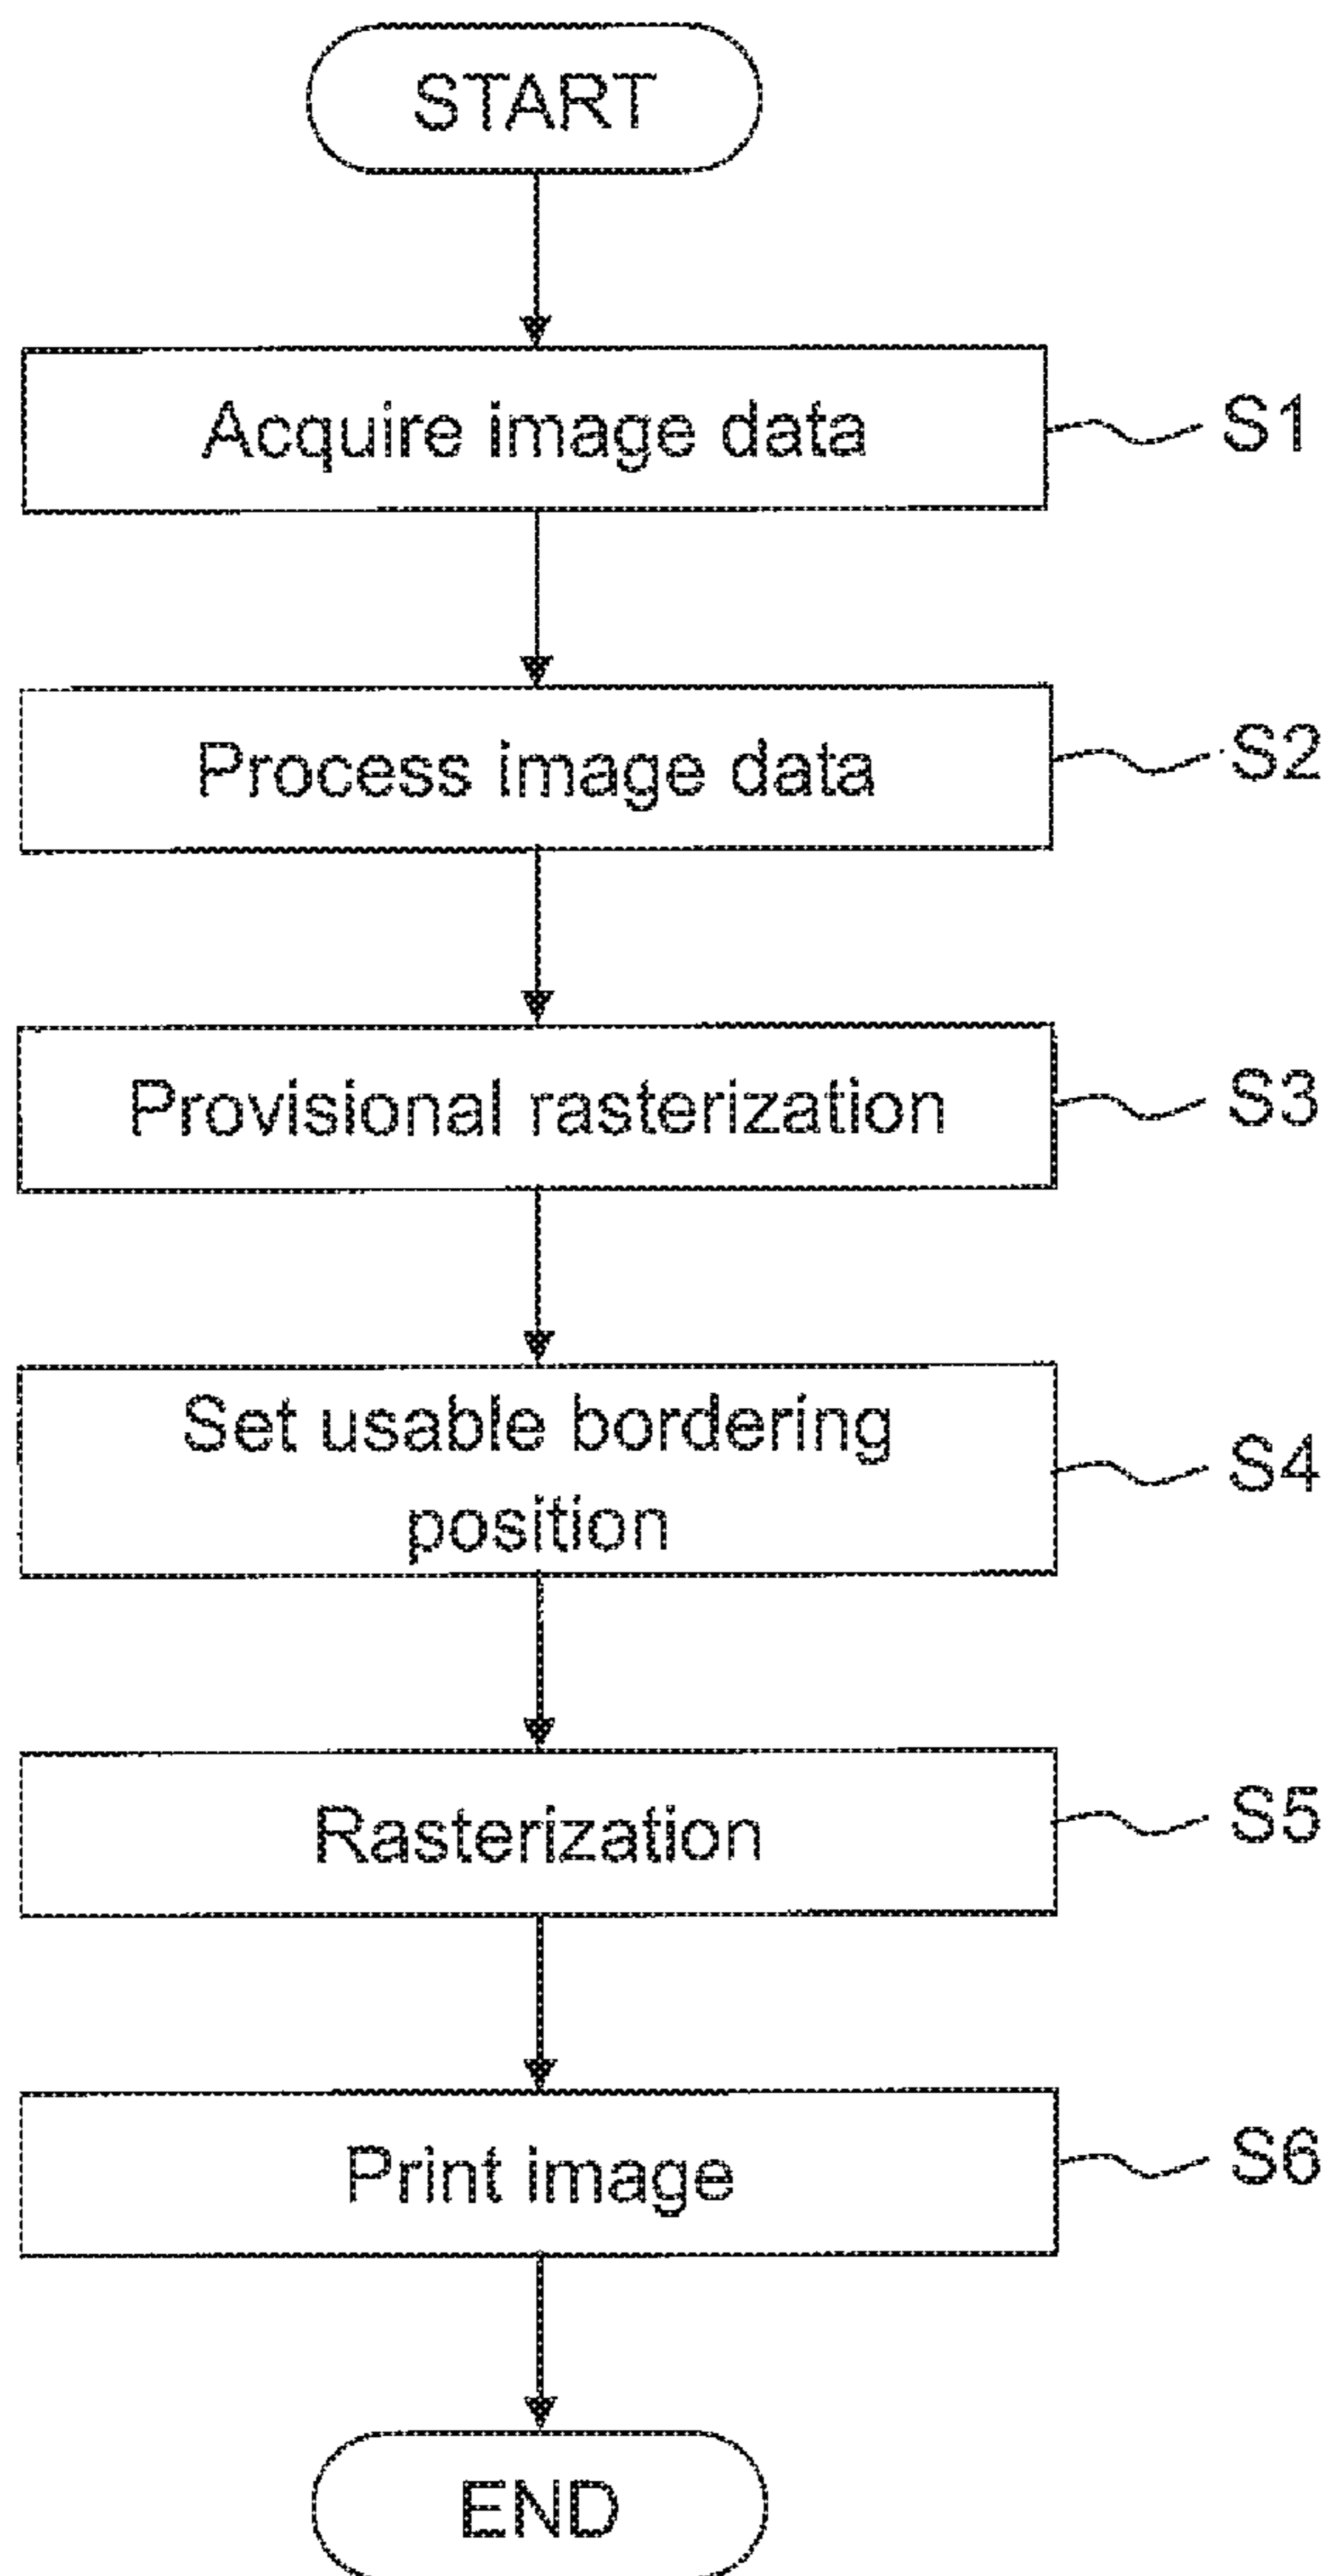 START
Acquire image data
S1
Process image data
S2
Provisional rasterization
S3
Set usable bordering
position
S4
Rasterization
S5
Print image
S6
END